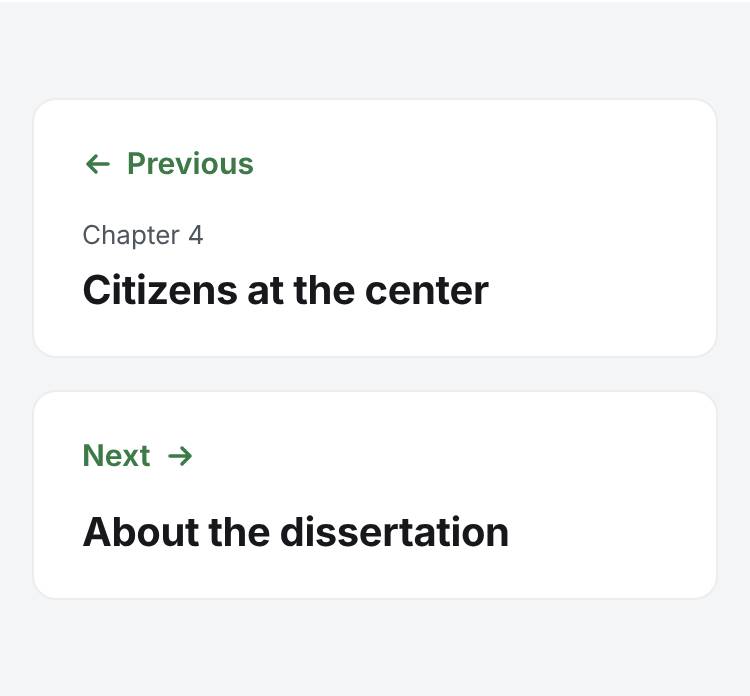 ← Previous
Chapter 4
Citizens at the center
Next →
About the dissertation